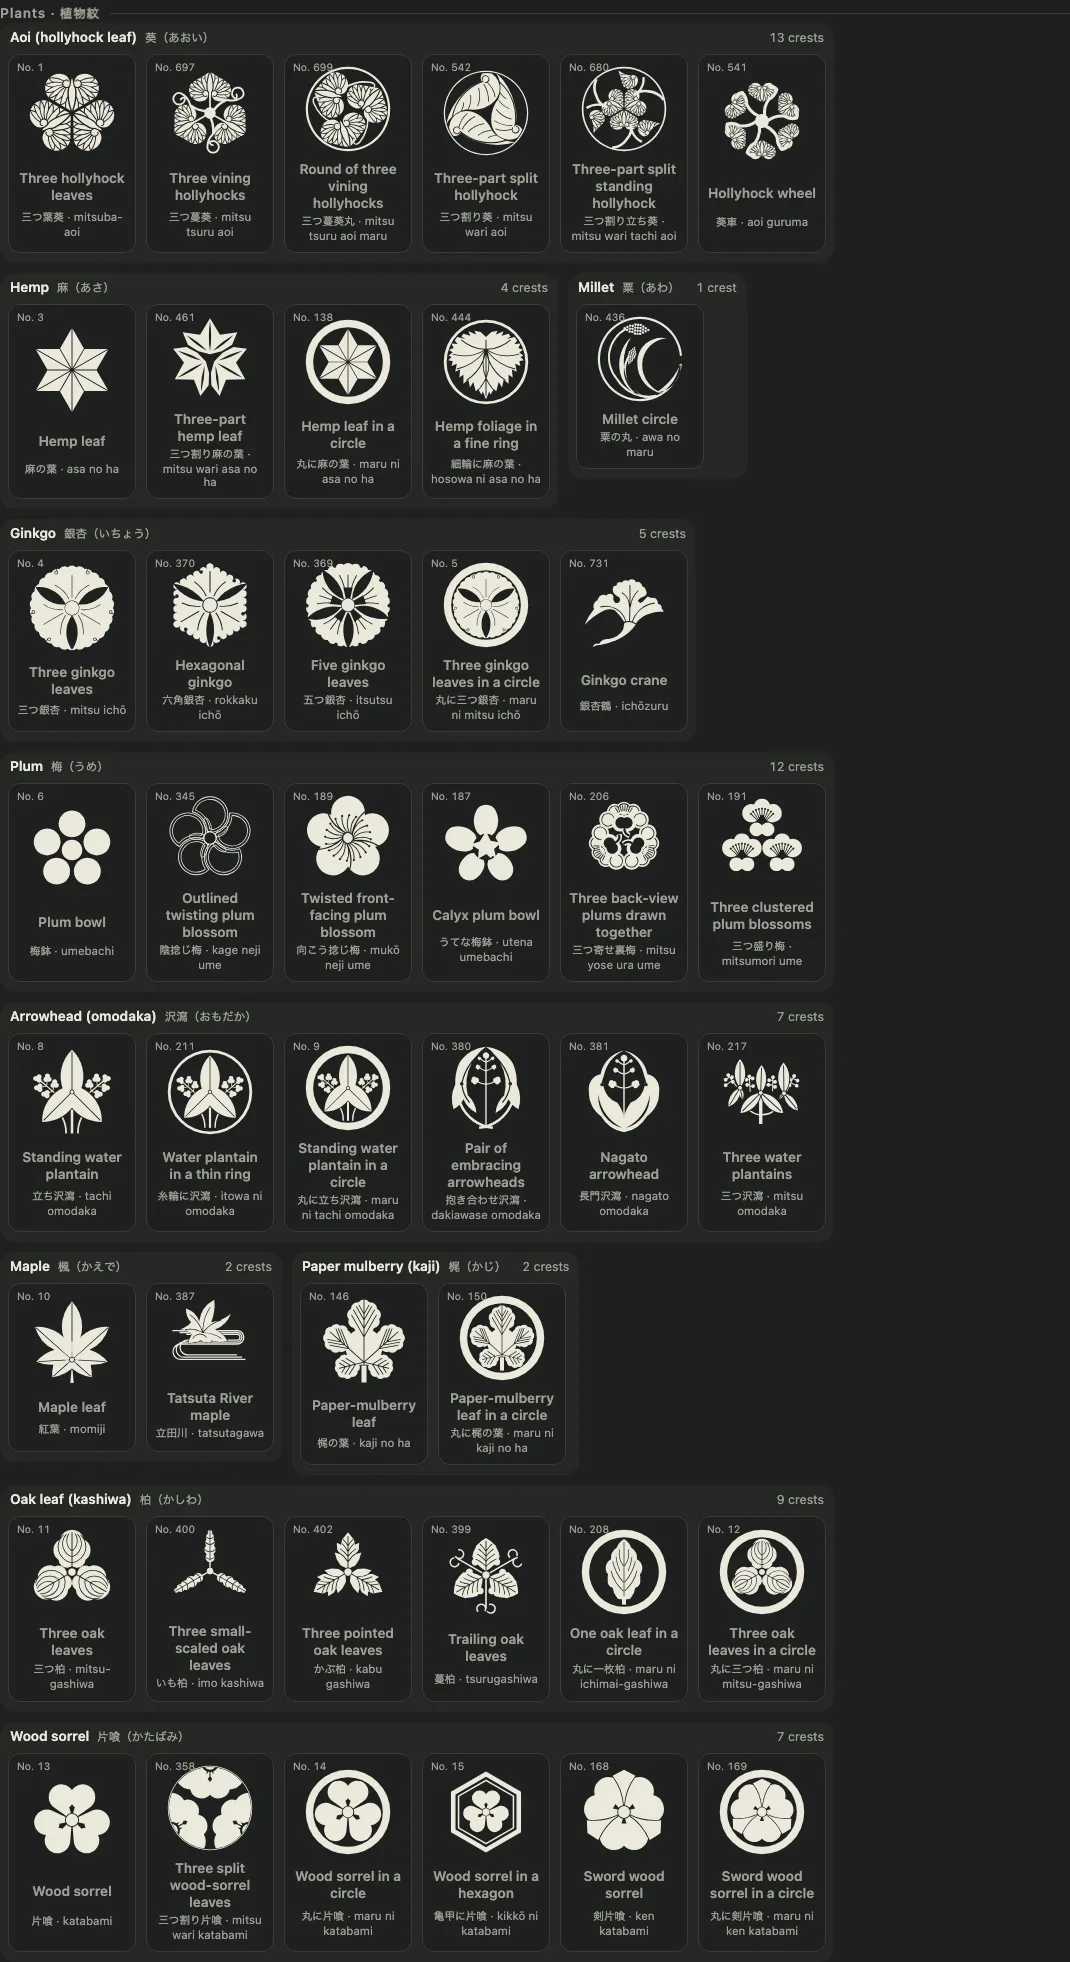 Plants · 植物紋
Aoi (hollyhock leaf) 葵（あおい） 13 crests
No. 1
Three hollyhock
leaves
三つ葉葵 · mitsuba-
aoi
No. 697
Three vining
hollyhocks
三つ蔓葵 · mitsu
tsuru aoi
No. 699
Round of three
vining
hollyhocks
三つ蔓葵丸 · mitsu
tsuru aoi maru
No. 542
Three-part split
hollyhock
三つ割り葵 · mitsu
wari aoi
No. 680
Three-part split
standing
hollyhock
三つ割り立ち葵 ·
mitsu wari tachi aoi
No. 541
Hollyhock wheel
葵車 · aoi guruma
Hemp 麻（あさ） 4 crests
No. 3
Hemp leaf
麻の葉 · asa no ha
No. 461
Three-part
hemp leaf
三つ割り麻の葉 ·
mitsu wari asa no
ha
No. 138
Hemp leaf in a
circle
丸に麻の葉 · maru ni
asa no ha
No. 444
Hemp foliage in
a fine ring
細輪に麻の葉 ·
hosowa ni asa no ha
Millet 粟（あわ） 1 crest
No. 436
Millet circle
粟の丸 · awa no
maru
Ginkgo 銀杏（いちょう） 5 crests
No. 4
Three ginkgo
leaves
三つ銀杏 · mitsu ichō
No. 370
Hexagonal
ginkgo
六角銀杏 · rokkaku
ichō
No. 369
Five ginkgo
leaves
五つ銀杏 · itsutsu
ichō
No. 5
Three ginkgo
leaves in a circle
丸に三つ銀杏 · maru
ni mitsu ichō
No. 731
Ginkgo crane
銀杏鶴 · ichōzuru
Plum 梅（うめ） 12 crests
No. 6
Plum bowl
梅鉢 · umebachi
No. 345
Outlined
twisting plum
blossom
陰捻じ梅 · kage neji
ume
No. 189
Twisted front-
facing plum
blossom
向こう捻じ梅 · mukō
neji ume
No. 187
Calyx plum bowl
うてな梅鉢 · utena
umebachi
No. 206
Three back-view
plums drawn
together
三つ寄せ裏梅 · mitsu
yose ura ume
No. 191
Three clustered
plum blossoms
三つ盛り梅 ·
mitsumori ume
Arrowhead (omodaka) 沢瀉（おもだか） 7 crests
No. 8
Standing water
plantain
立ち沢瀉 · tachi
omodaka
No. 211
Water plantain
in a thin ring
糸輪に沢瀉 · itowa ni
omodaka
No. 9
Standing water
plantain in a
circle
丸に立ち沢瀉 · maru
ni tachi omodaka
No. 380
Pair of
embracing
arrowheads
抱き合わせ沢瀉 ·
dakiawase omodaka
No. 381
Nagato
arrowhead
長門沢瀉 · nagato
omodaka
No. 217
Three water
plantains
三つ沢瀉 · mitsu
omodaka
Maple 楓（かえで） 2 crests
No. 10
Maple leaf
紅葉 · momiji
No. 387
Tatsuta River
maple
立田川 · tatsutagawa
Paper mulberry (kaji) 梶（かじ） 2 crests
No. 146
Paper-mulberry
leaf
梶の葉 · kaji no ha
No. 150
Paper-mulberry
leaf in a circle
丸に梶の葉 · maru ni
kaji no ha
Oak leaf (kashiwa) 柏（かしわ） 9 crests
No. 11
Three oak
leaves
三つ柏 · mitsu-
gashiwa
No. 400
Three small-
scaled oak
leaves
いも柏 · imo kashiwa
No. 402
Three pointed
oak leaves
かぶ柏 · kabu
gashiwa
No. 399
Trailing oak
leaves
蔓柏 · tsurugashiwa
No. 208
One oak leaf in a
circle
丸に一枚柏 · maru ni
ichimai-gashiwa
No. 12
Three oak
leaves in a circle
丸に三つ柏 · maru ni
mitsu-gashiwa
Wood sorrel 片喰（かたばみ） 7 crests
No. 13
Wood sorrel
片喰 · katabami
No. 358
Three split
wood-sorrel
leaves
三つ割り片喰 · mitsu
wari katabami
No. 14
Wood sorrel in a
circle
丸に片喰 · maru ni
katabami
No. 15
Wood sorrel in a
hexagon
亀甲に片喰 · kikkō ni
katabami
No. 168
Sword wood
sorrel
剣片喰 · ken
katabami
No. 169
Sword wood
sorrel in a circle
丸に剣片喰 · maru ni
ken katabami